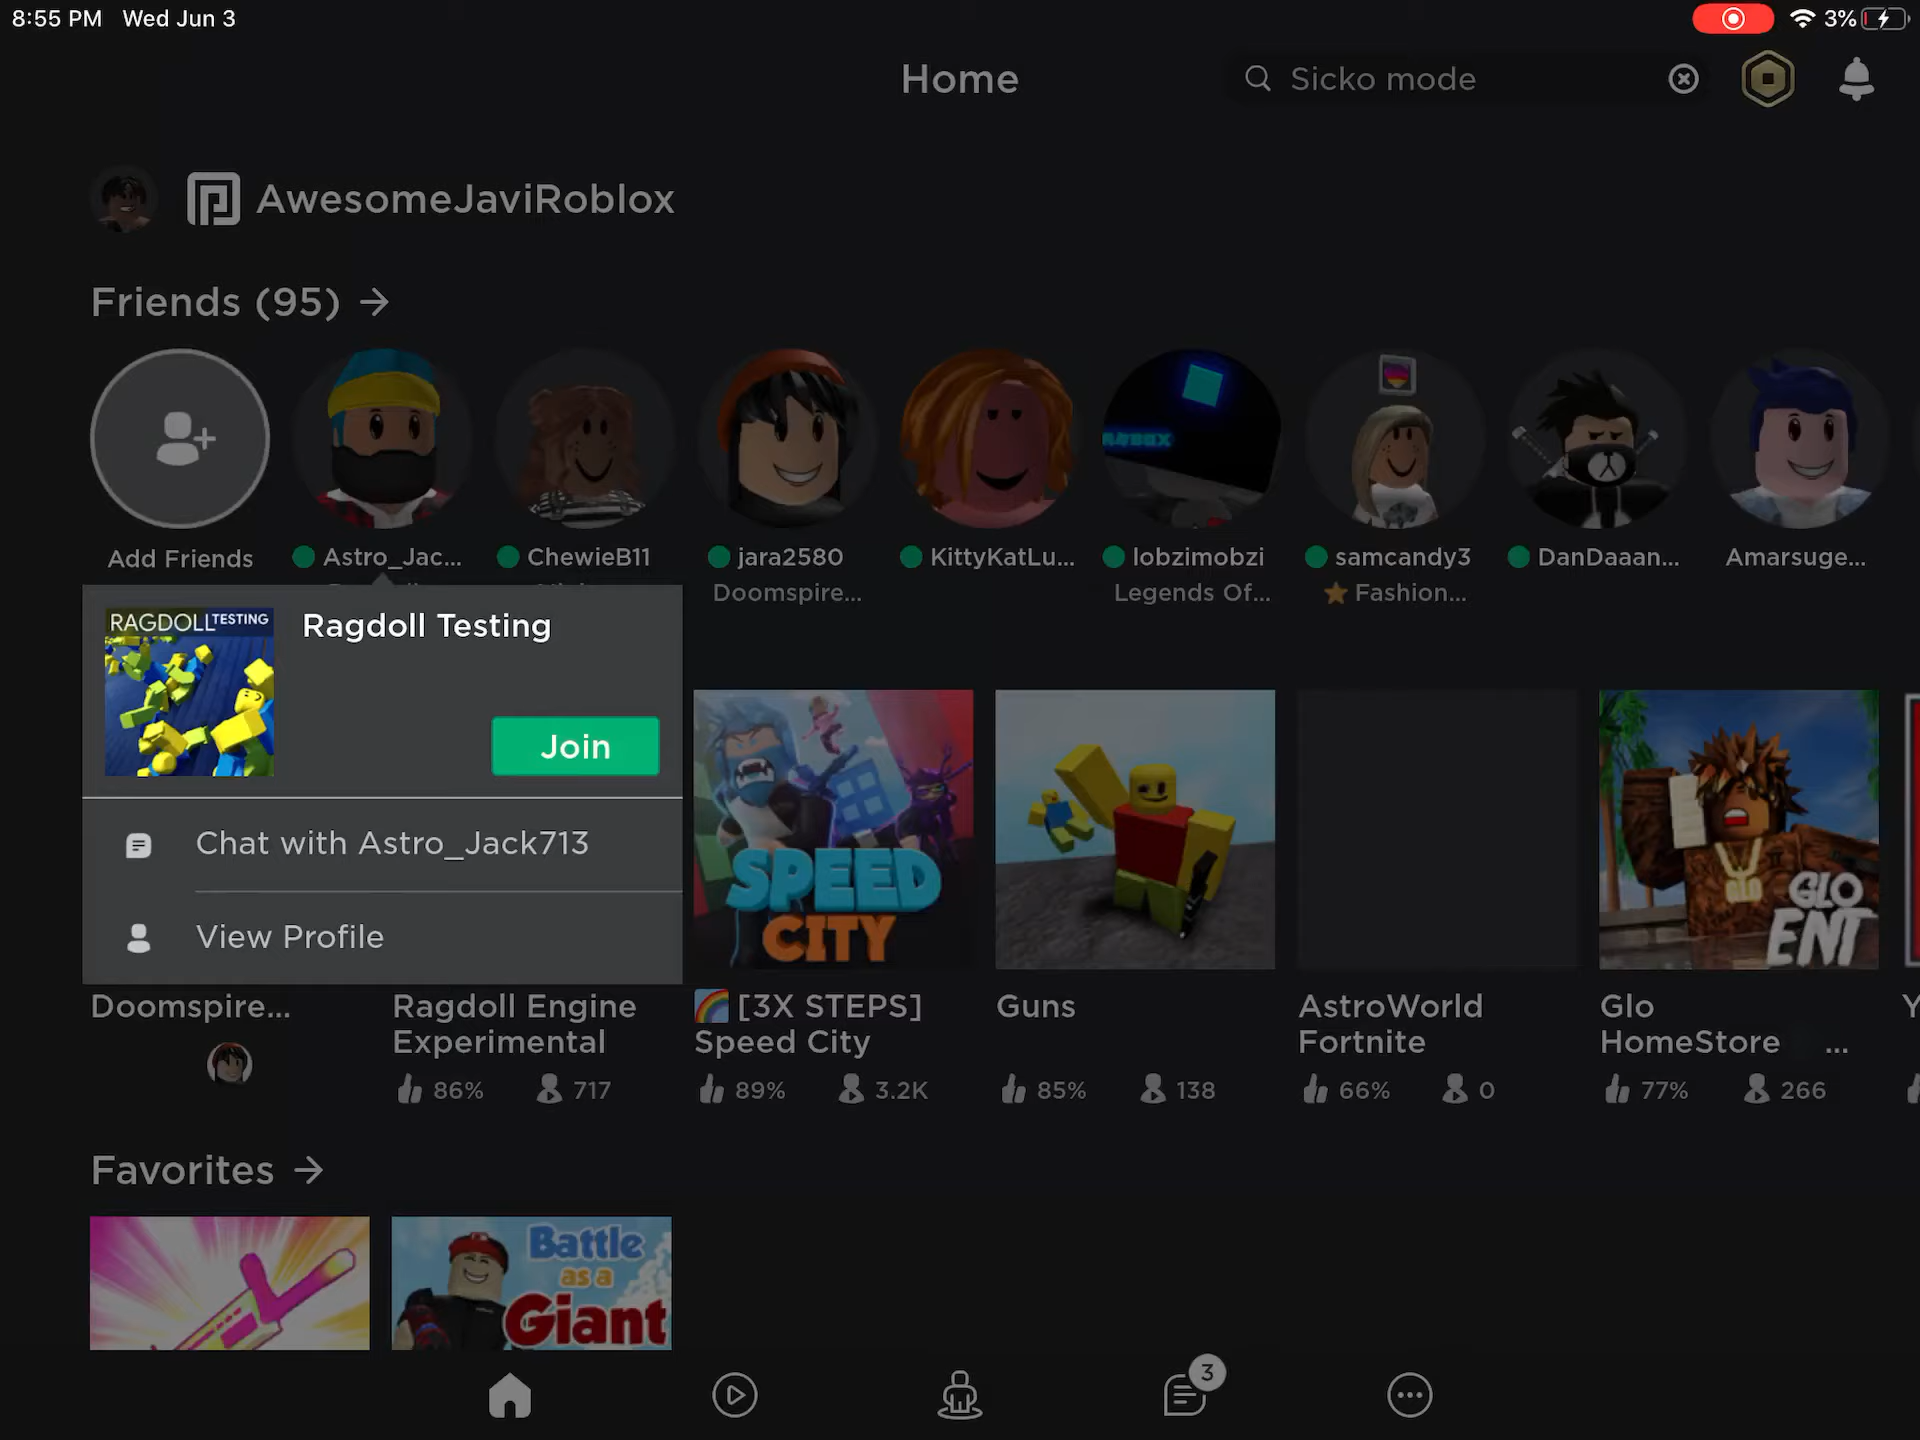 8:55 PM Wed Jun 3
3%
Home
Sicko mode
AwesomeJaviRoblox
Friends (95)
Add Friends
Astro_Jac...
ChewieB11
jara2580
KittyKatLu...
lobzimobzi
samcandy3
DanDaaan...
Amarsuge...
Doomspire...
Legends Of...
Fashion...
RAGDOLL TESTING
Ragdoll Testing
Join
Chat with Astro_Jack713
View Profile
SPEED
CITY
GLO
ENT
Doomspire...
Ragdoll Engine
Experimental
86% 717
[3X STEPS]
Speed City
89% 3.2K
Guns
85% 138
AstroWorld
Fortnite
66% 0
Glo
HomeStore ...
77% 266
Favorites
Battle
as a
Giant
3